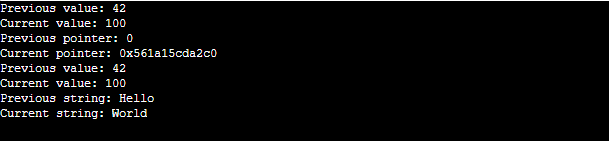 Previous value: 42
Current value: 100
Previous pointer: 0
Current pointer: 0x561a15cda2c0
Previous value: 42
Current value: 100
Previous string: Hello
Current string: World